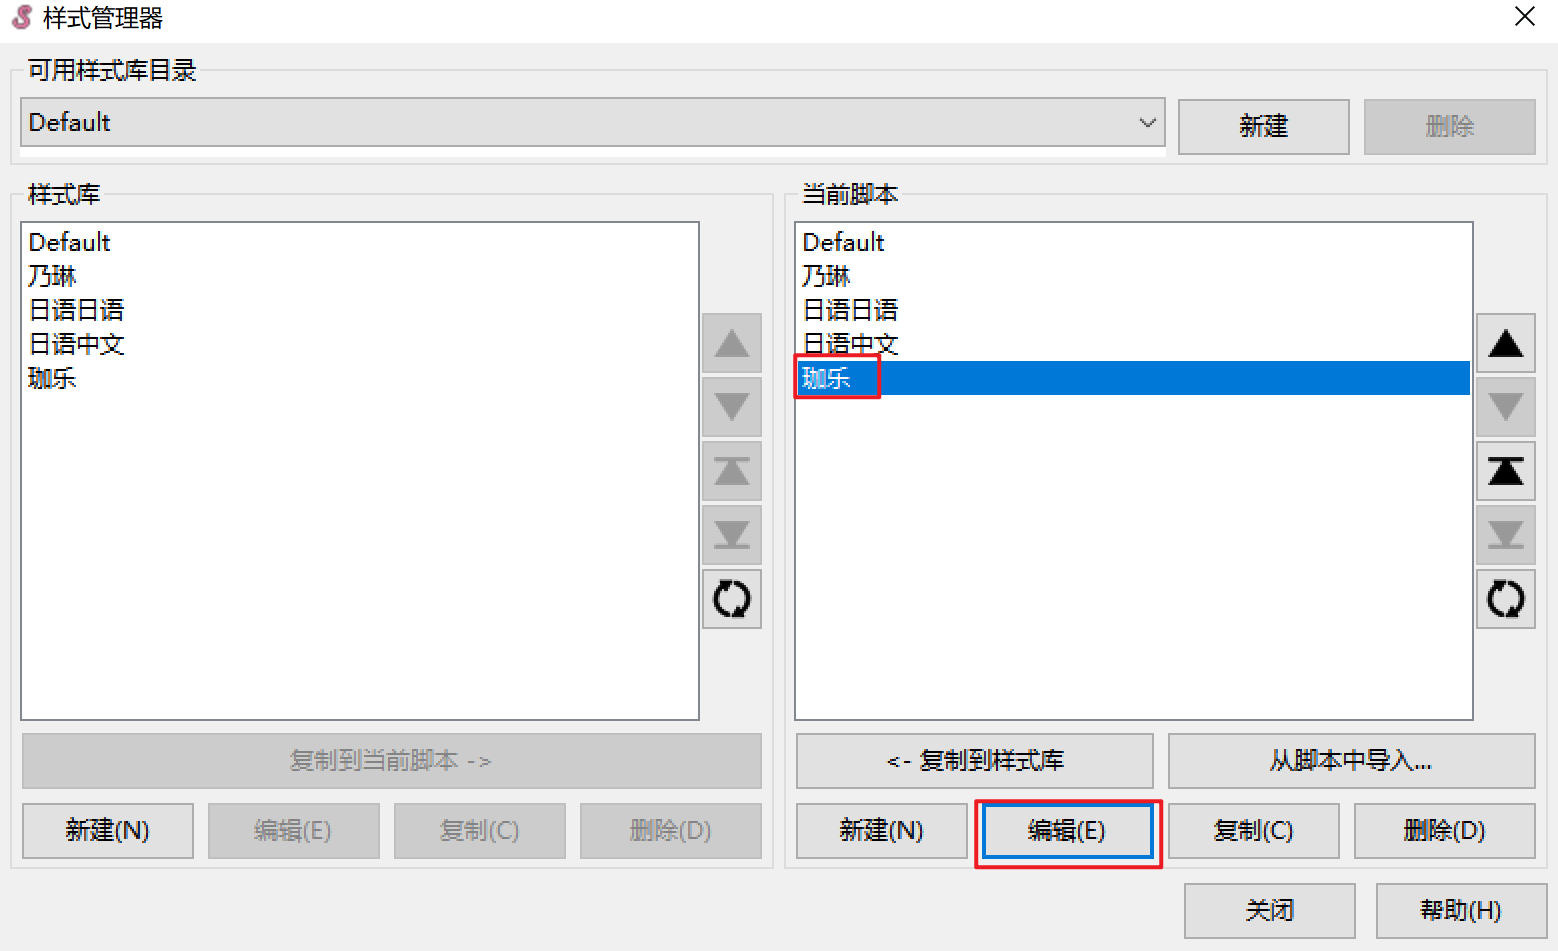 样式管理器
可用样式库目录
Default
新建
删除
样式库
Default
乃琳
日语日语
日语中文
珈乐
复制到当前脚本 ->
新建(N)
编辑(E)
复制(C)
删除(D)
当前脚本
Default
乃琳
日语日语
日语中文
珈乐
<- 复制到样式库
从脚本中导入...
新建(N)
编辑(E)
复制(C)
删除(D)
关闭
帮助(H)